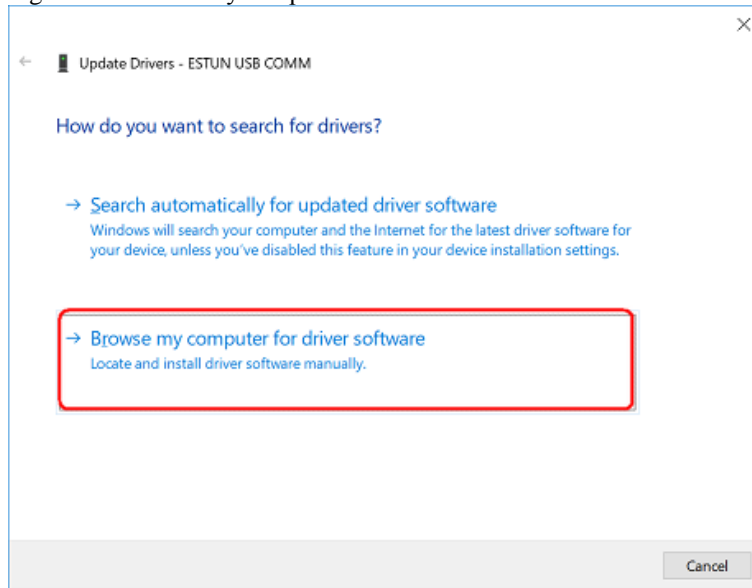 Update Drivers - ESTUN USB COMM
How do you want to search for drivers?
→ Search automatically for updated driver software
Windows will search your computer and the Internet for the latest driver software for
your device, unless you've disabled this feature in your device installation settings.
→ Browse my computer for driver software
Locate and install driver software manually.
Cancel